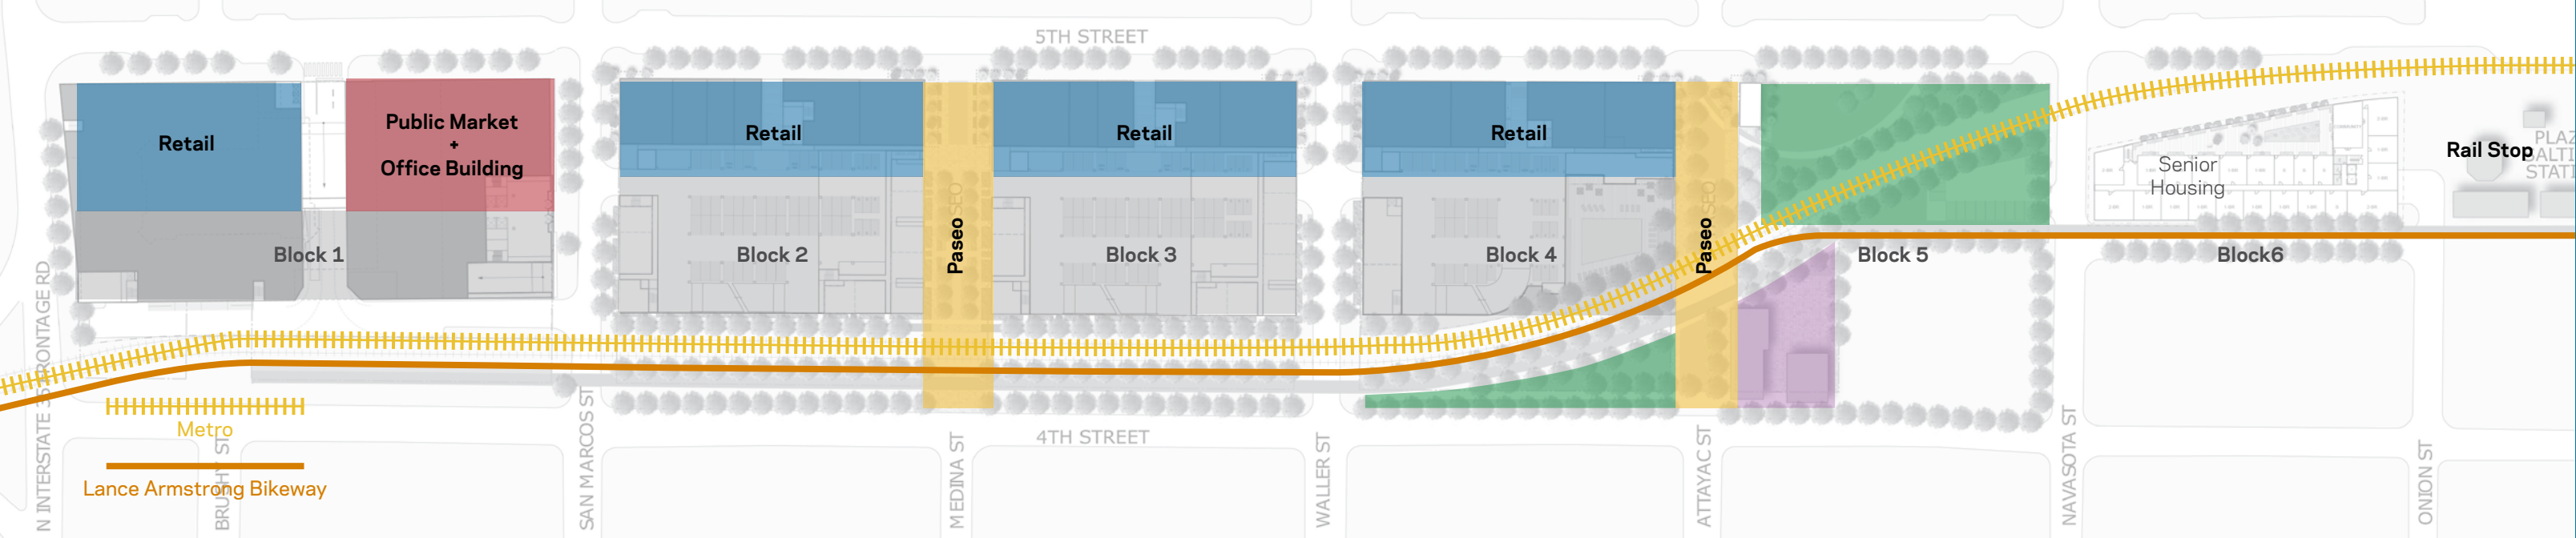 5TH STREET
Retail
Public Market
+
Office Building
Retail
Retail
Retail
Senior
Housing
Rail Stop
Block 1
Block 2
Paseo
Block 3
Block 4
Paseo
Block 5
Block6
Metro
Lance Armstrong Bikeway
4TH STREET
BRUSHY ST
SAN MARCOS ST
MEDINA ST
WALLER ST
ATTAYAC ST
NAVASOTA ST
ONION ST